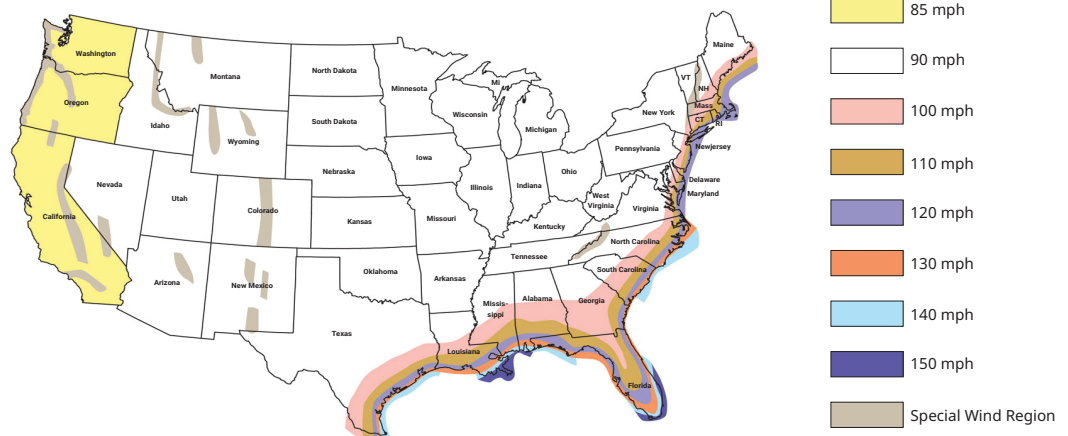 Washington
Oregon
California
Nevada
Idaho
Montana
Wyoming
Utah
Arizona
Colorado
New Mexico
North Dakota
South Dakota
Nebraska
Kansas
Oklahoma
Texas
Minnesota
Iowa
Missouri
Arkansas
Louisiana
Wisconsin
Illinois
Mi
Michigan
Indiana
Ohio
Kentucky
Tennessee
Missis-
sippi
Alabama
Georgia
Florida
South Carolina
North Carolina
Virginia
West
Virginia
Pennsylvania
New York
VT
NH
Maine
Mass
CT
RI
Newjersey
Delaware
Maryland
85 mph
90 mph
100 mph
110 mph
120 mph
130 mph
140 mph
150 mph
Special Wind Region